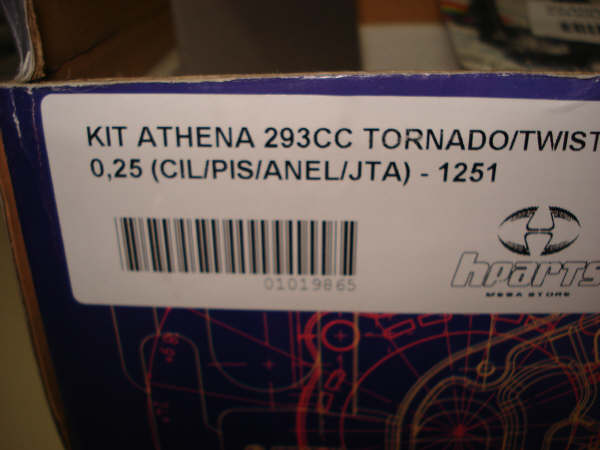 KIT ATHENA 293CC TORNADO/TWIST
0,25 (CIL/PIS/ANEL/JTA) - 1251
01019865
hparts
MEGA STORE